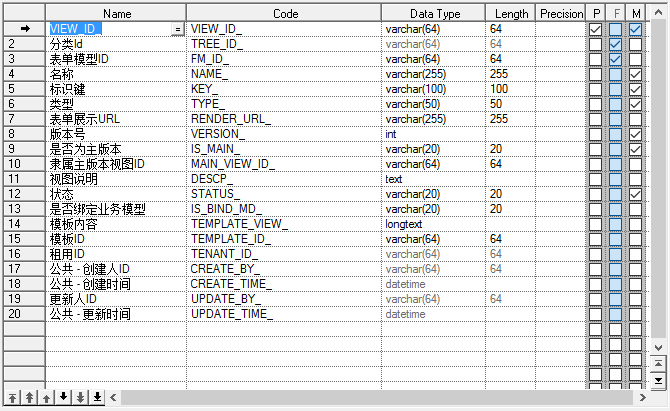 Name Code Data Type Length Precision P F M
VIEW_ID_ = VIEW_ID_ varchar(64) 64
2 分类Id TREE_ID_ varchar(64) 64
3 表单模型ID FM_ID_ varchar(64) 64
4 名称 NAME_ varchar(255) 255
5 标识键 KEY_ varchar(100) 100
6 类型 TYPE_ varchar(50) 50
7 表单展示URL RENDER_URL_ varchar(255) 255
8 版本号 VERSION_ int
9 是否为主版本 IS_MAIN_ varchar(20) 20
10 隶属主版本视图ID MAIN_VIEW_ID_ varchar(64) 64
11 视图说明 DESCP_ text
12 状态 STATUS_ varchar(20) 20
13 是否绑定业务模型 IS_BIND_MD_ varchar(20) 20
14 模板内容 TEMPLATE_VIEW_ longtext
15 模板ID TEMPLATE_ID_ varchar(64) 64
16 租用ID TENANT_ID_ varchar(64) 64
17 公共 - 创建人ID CREATE_BY_ varchar(64) 64
18 公共 - 创建时间 CREATE_TIME_ datetime
19 更新人ID UPDATE_BY_ varchar(64) 64
20 公共 - 更新时间 UPDATE_TIME_ datetime